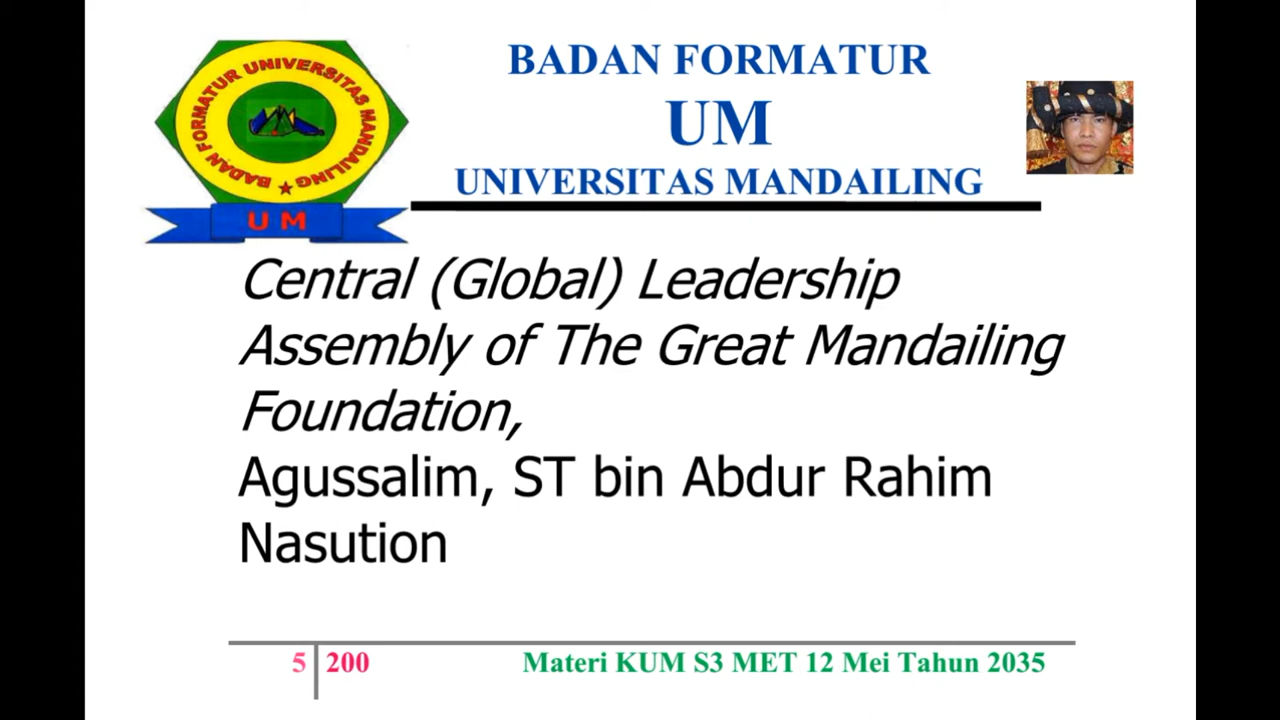 BADAN FORMATUR UNIVERSITAS MANDAILING
UM
BADAN FORMATUR
UM
UNIVERSITAS MANDAILING
Central (Global) Leadership
Assembly of The Great Mandailing
Foundation,
Agussalim, ST bin Abdur Rahim
Nasution
5 200
Materi KUM S3 MET 12 Mei Tahun 2035